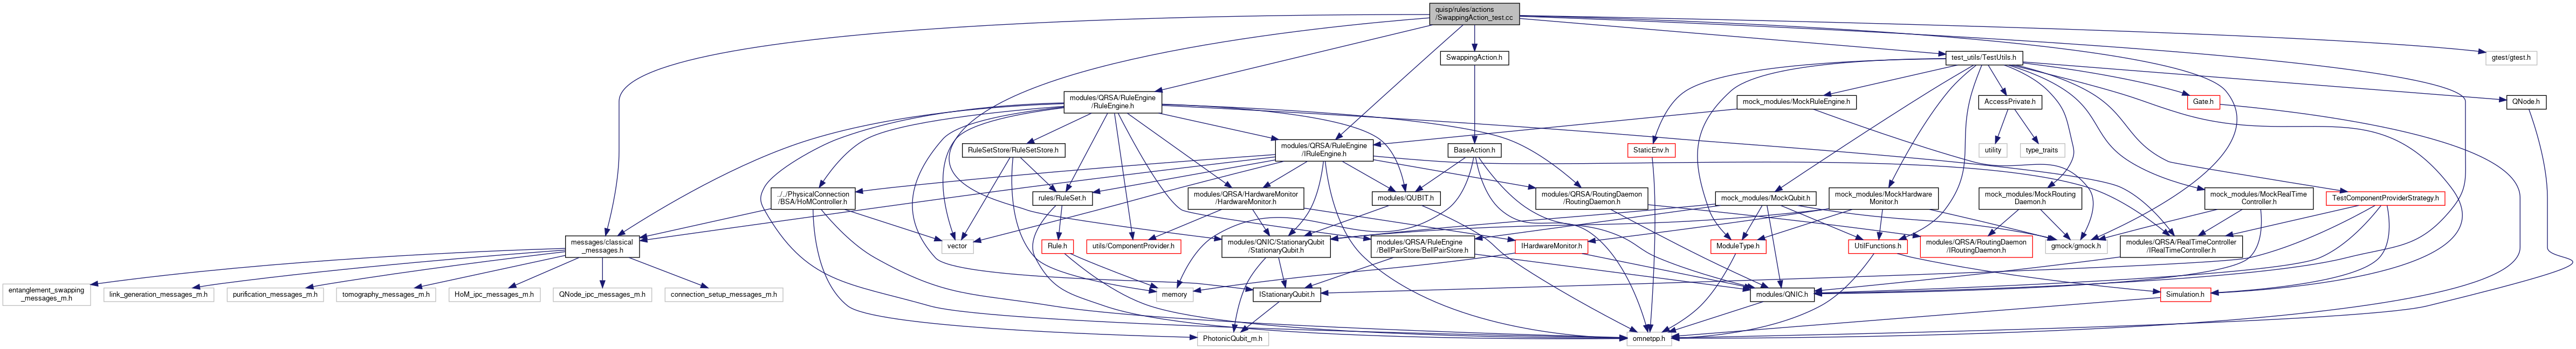 quisp/rules/actions
/SwappingAction_test.cc
SwappingAction.h
test_utils/TestUtils.h
gtest/gtest.h
modules/QRSA/RuleEngine
/RuleEngine.h
mock_modules/MockRuleEngine.h
AccessPrivate.h
Gate.h
QNode.h
RuleSetStore/RuleSetStore.h
modules/QRSA/RuleEngine
/IRuleEngine.h
BaseAction.h
StaticEnv.h
utility
type_traits
../../PhysicalConnection
/BSA/HoMController.h
rules/RuleSet.h
modules/QRSA/HardwareMonitor
/HardwareMonitor.h
modules/QUBIT.h
modules/QRSA/RoutingDaemon
/RoutingDaemon.h
mock_modules/MockQubit.h
mock_modules/MockHardware
Monitor.h
mock_modules/MockRouting
Daemon.h
mock_modules/MockRealTime
Controller.h
TestComponentProviderStrategy.h
messages/classical
_messages.h
vector
Rule.h
utils/ComponentProvider.h
modules/QNIC/StationaryQubit
/StationaryQubit.h
modules/QRSA/RuleEngine
/BellPairStore/BellPairStore.h
IHardwareMonitor.h
ModuleType.h
UtilFunctions.h
modules/QRSA/RoutingDaemon
/IRoutingDaemon.h
gmock/gmock.h
modules/QRSA/RealTimeController
/IRealTimeController.h
entanglement_swapping
_messages_m.h
link_generation_messages_m.h
purification_messages_m.h
tomography_messages_m.h
HoM_ipc_messages_m.h
QNode_ipc_messages_m.h
connection_setup_messages_m.h
memory
IStationaryQubit.h
modules/QNIC.h
Simulation.h
PhotonicQubit_m.h
omnetpp.h